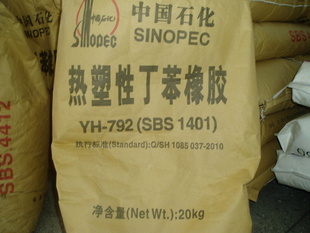 中国石化
SINOPEC
SINOPEC
热塑性丁苯橡胶
YH-792 (SBS 1401)
执行标准(Standard):Q/SH 1085 037-2010
净含量(Net Wt.):20kg
SBS 4412
SBS